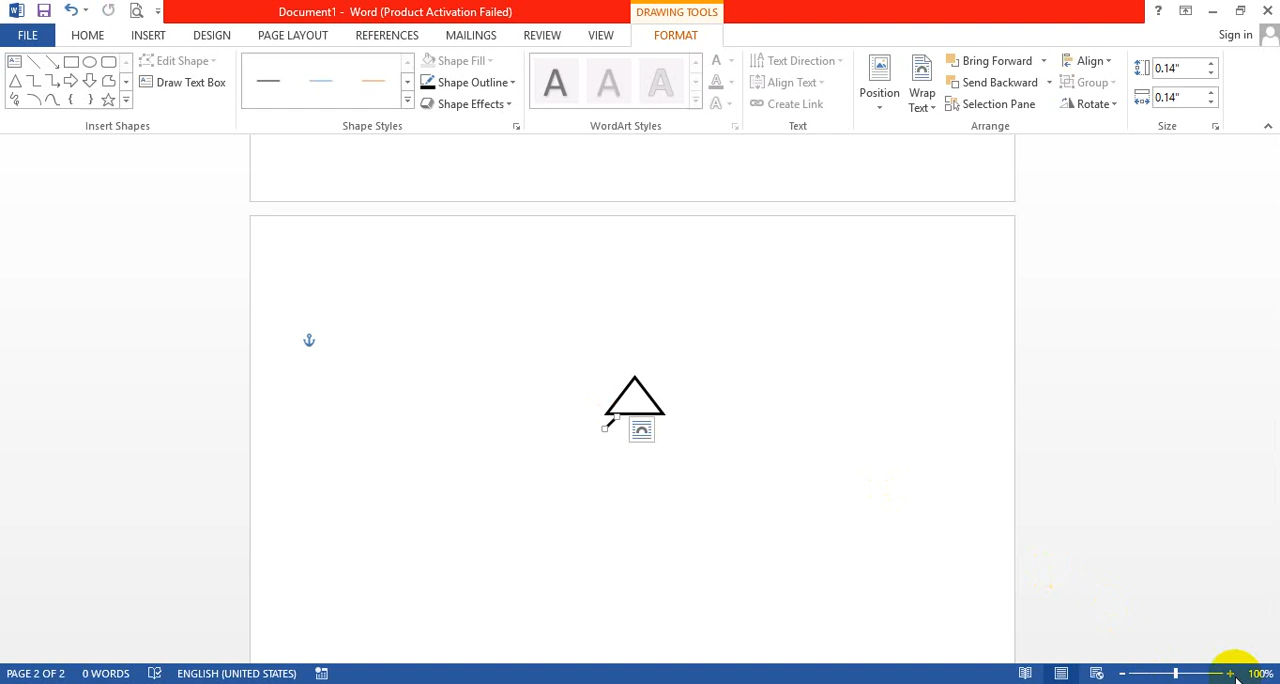 Document1 - Word (Product Activation Failed)
DRAWING TOOLS
?
FILE
HOME
INSERT
DESIGN
PAGE LAYOUT
REFERENCES
MAILINGS
REVIEW
VIEW
FORMAT
Sign in
Edit Shape
Draw Text Box
Insert Shapes
Shape Fill
Shape Outline
Shape Effects
Shape Styles
A A A
WordArt Styles
Text Direction
Align Text
Create Link
Text
Position
Wrap
Text
Bring Forward
Send Backward
Selection Pane
Align
Group
Rotate
Arrange
0.14"
0.14"
Size
PAGE 2 OF 2
0 WORDS
ENGLISH (UNITED STATES)
100%